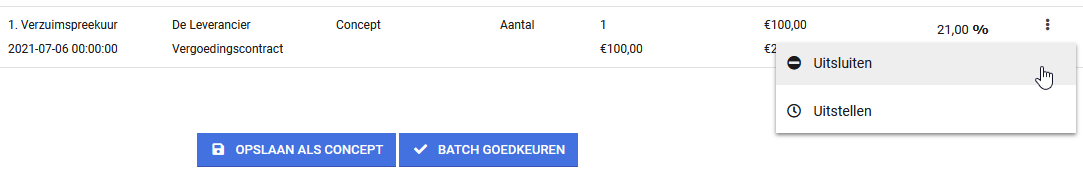 1. Verzuimspreekuur De Leverancier Concept Aantal 1 €100,00 21,00 %
2021-07-06 00:00:00 Vergoedingscontract €100,00
Uitsluiten
Uitstellen
OPSLAAN ALS CONCEPT BATCH GOEDKEUREN